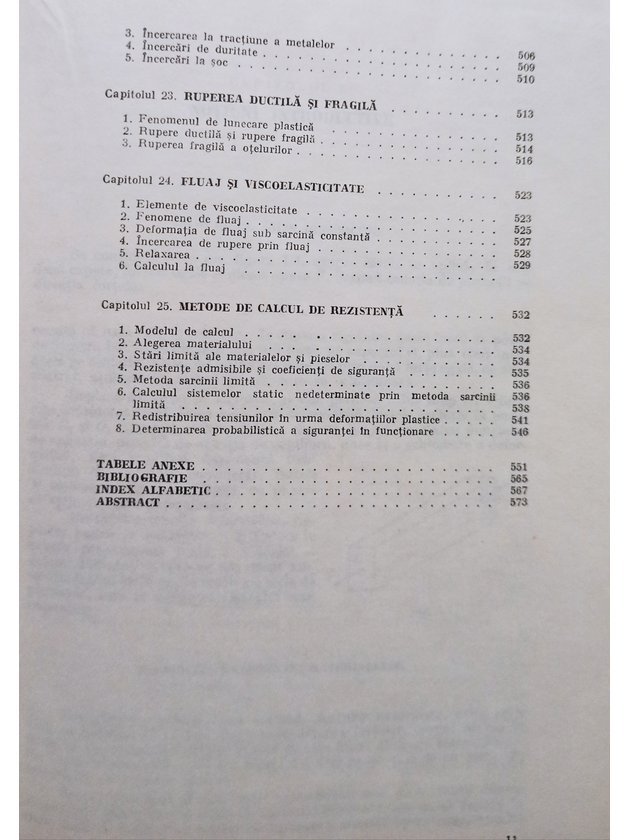 3. Încercarea la tracțiune a metalelor . . . . . . . . . . . 506
4. Încercări de duritate . . . . . . . . . . . . . . . . 509
5. Încercări la șoc . . . . . . . . . . . . . . . . . . 510
Capitolul 23. RUPEREA DUCTILĂ ȘI FRAGILĂ . . . . . . . . . 513
1. Fenomenul de lunecare plastică . . . . . . . . . . . . 513
2. Rupere ductilă și rupere fragilă . . . . . . . . . . . . 514
3. Ruperea fragilă a oțelurilor . . . . . . . . . . . . . 516
Capitolul 24. FLUAJ ȘI VISCOELASTICITATE . . . . . . . . . . 523
1. Elemente de viscoelasticitate . . . . . . . . . . . . . 523
2. Fenomene de fluaj . . . . . . . . . . . . . . . . . 525
3. Deformația de fluaj sub sarcină constantă . . . . . . . . 527
4. Încercarea de rupere prin fluaj . . . . . . . . . . . . 528
5. Relaxarea . . . . . . . . . . . . . . . . . . . . 529
6. Calculul la fluaj . . . . . . . . . . . . . . . . . .
Capitolul 25. METODE DE CALCUL DE REZISTENȚĂ . . . . . . 532
1. Modelul de calcul . . . . . . . . . . . . . . . . . 532
2. Alegerea materialului . . . . . . . . . . . . . . . . 534
3. Stări limită ale materialelor și pieselor . . . . . . . . . 534
4. Rezistențe admisibile și coeficienți de siguranță . . . . . . 535
5. Metoda sarcinii limită . . . . . . . . . . . . . . . 536
6. Calculul sistemelor static nedeterminate prin metoda sarcinii 536
limită . . . . . . . . . . . . . . . . . . . . . 538
7. Redistribuirea tensiunilor în urma deformațiilor plastice . . . . 541
8. Determinarea probabilistică a siguranței în funcționare . . . . 546
TABELE ANEXE . . . . . . . . . . . . . . . . . . . 551
BIBLIOGRAFIE . . . . . . . . . . . . . . . . . . . 565
INDEX ALFABETIC . . . . . . . . . . . . . . . . . . 567
ABSTRACT . . . . . . . . . . . . . . . . . . . . . 573
11